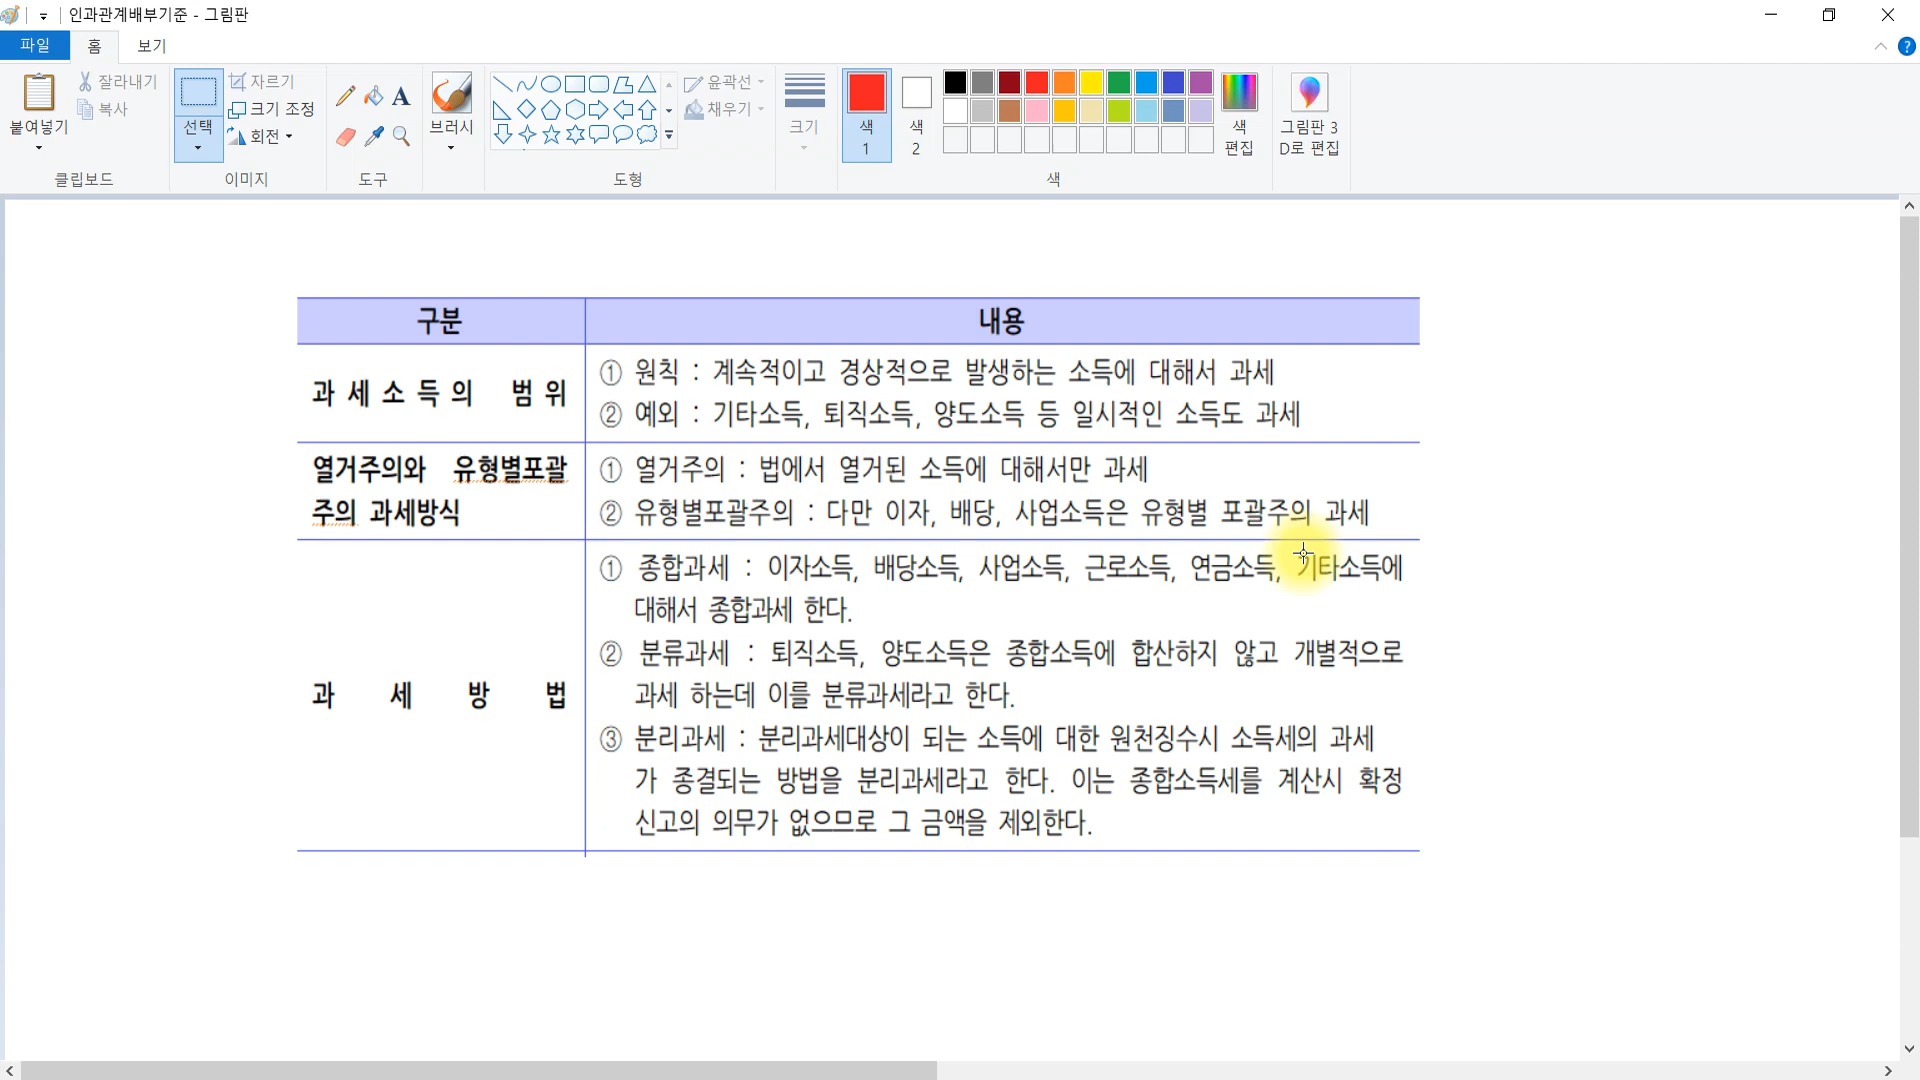 인과관계배부기준 - 그림판
파일 홈 보기
잘라내기 자르기 윤곽선
복사 크기 조정 채우기
붙여넣기 선택 회전 브러시 크기 색 색 색 그림판 3
1 2 편집 D로 편집
클립보드 이미지 도구 도형 색
구분 내용
과 세 소 득 의 범 위
① 원칙 : 계속적이고 경상적으로 발생하는 소득에 대해서 과세
② 예외 : 기타소득, 퇴직소득, 양도소득 등 일시적인 소득도 과세
열거주의와 유형별포괄
주의 과세방식
① 열거주의 : 법에서 열거된 소득에 대해서만 과세
② 유형별포괄주의 : 다만 이자, 배당, 사업소득은 유형별 포괄주의 과세
과 세 방 법
① 종합과세 : 이자소득, 배당소득, 사업소득, 근로소득, 연금소득, 기타소득에
대해서 종합과세 한다.
② 분류과세 : 퇴직소득, 양도소득은 종합소득에 합산하지 않고 개별적으로
과세 하는데 이를 분류과세라고 한다.
③ 분리과세 : 분리과세대상이 되는 소득에 대한 원천징수시 소득세의 과세
가 종결되는 방법을 분리과세라고 한다. 이는 종합소득세를 계산시 확정
신고의 의무가 없으므로 그 금액을 제외한다.